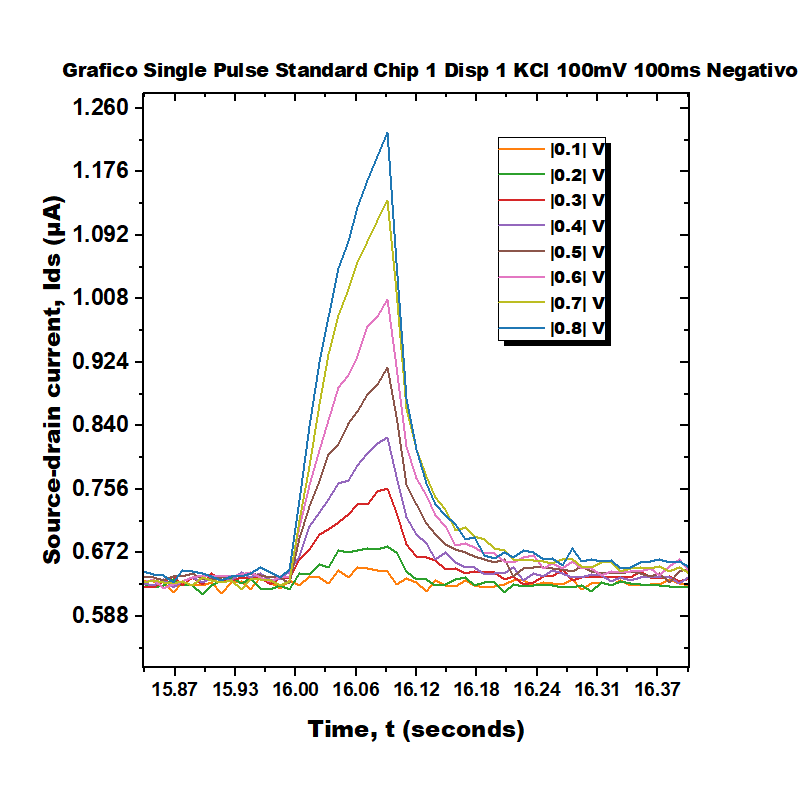 Grafico Single Pulse Standard Chip 1 Disp 1 KCl 100mV 100ms Negativo
1.260
1.176
1.092
1.008
0.924
0.840
0.756
0.672
0.588
Source-drain current, Ids (μA)
|0.1| V
|0.2| V
|0.3| V
|0.4| V
|0.5| V
|0.6| V
|0.7| V
|0.8| V
15.87 15.93 16.00 16.06 16.12 16.18 16.24 16.31 16.37
Time, t (seconds)